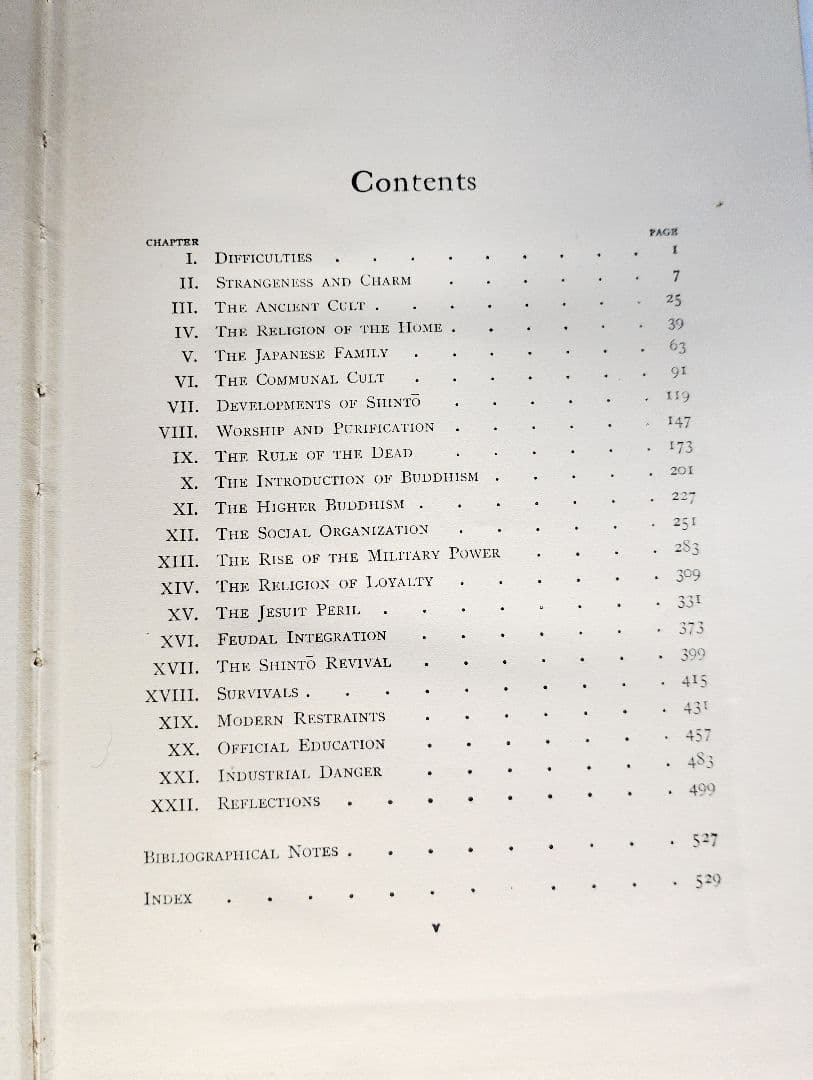 Contents
CHAPTER PAGE
I. DIFFICULTIES . . . . . . . . . 1
II. STRANGENESS AND CHARM . . . . . . 7
III. THE ANCIENT CULT . . . . . . . . 25
IV. THE RELIGION OF THE HOME . . . . . . 39
V. THE JAPANESE FAMILY . . . . . . . 63
VI. THE COMMUNAL CULT . . . . . . . 91
VII. DEVELOPMENTS OF SHINTŌ . . . . . . 119
VIII. WORSHIP AND PURIFICATION . . . . . . 147
IX. THE RULE OF THE DEAD . . . . . . 173
X. THE INTRODUCTION OF BUDDHISM . . . . . 201
XI. THE HIGHER BUDDHISM . . . . . . . 227
XII. THE SOCIAL ORGANIZATION . . . . . . 251
XIII. THE RISE OF THE MILITARY POWER . . . . 283
XIV. THE RELIGION OF LOYALTY . . . . . . 309
XV. THE JESUIT PERIL . . . . . . . . 331
XVI. FEUDAL INTEGRATION . . . . . . . 373
XVII. THE SHINTŌ REVIVAL . . . . . . . 399
XVIII. SURVIVALS . . . . . . . . . . 415
XIX. MODERN RESTRAINTS . . . . . . . 431
XX. OFFICIAL EDUCATION . . . . . . . 457
XXI. INDUSTRIAL DANGER . . . . . . . 483
XXII. REFLECTIONS . . . . . . . . . 499
BIBLIOGRAPHICAL NOTES . . . . . . . . . 527
INDEX . . . . . . . . . . . . 529
v